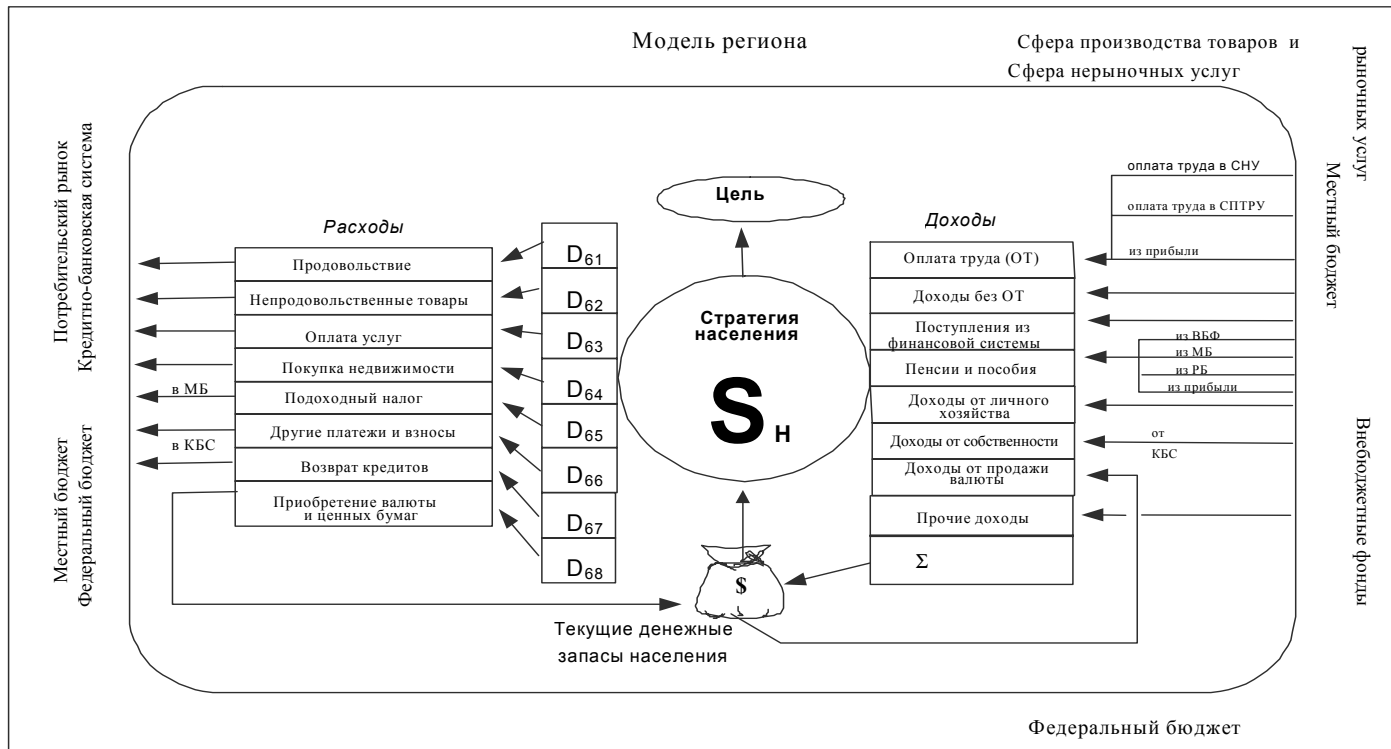 Модель региона
Сфера производства товаров и
рыночных услуг
Сфера нерыночных услуг
Потребительский рынок
Кредитно-банковская система
Местный бюджет
Федеральный бюджет
Расходы
Продовольствие
Непродовольственные товары
Оплата услуг
Покупка недвижимости
Подоходный налог
Другие платежи и взносы
Возврат кредитов
Приобретение валюты
и ценных бумаг
в МБ
в КБС
D61
D62
D63
D64
D65
D66
D67
D68
Цель
Стратегия
населения
S н
$
Текущие денежные
запасы населения
Доходы
Оплата труда (ОТ)
Доходы без ОТ
Поступления из
финансовой системы
Пенсии и пособия
Доходы от личного
хозяйства
Доходы от собственности
Доходы от продажи
валюты
Прочие доходы
Σ
оплата труда в СНУ
оплата труда в СПТРУ
из прибыли
из ВБФ
из МБ
из РБ
из прибыли
от
КБС
Местный бюджет
Внебюджетные фонды
Федеральный бюджет